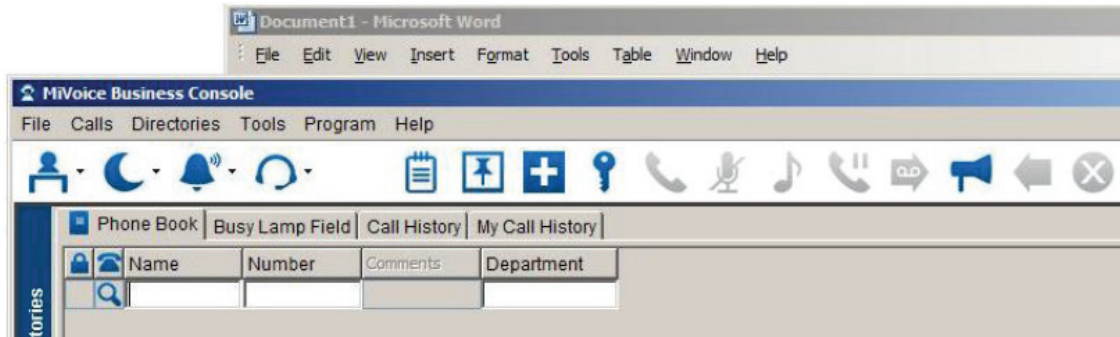 Document1 - Microsoft Word
File Edit View Insert Format Tools Table Window Help
MiVoice Business Console
File Calls Directories Tools Program Help
Phone Book Busy Lamp Field Call History My Call History
Name Number Comments Department
tories